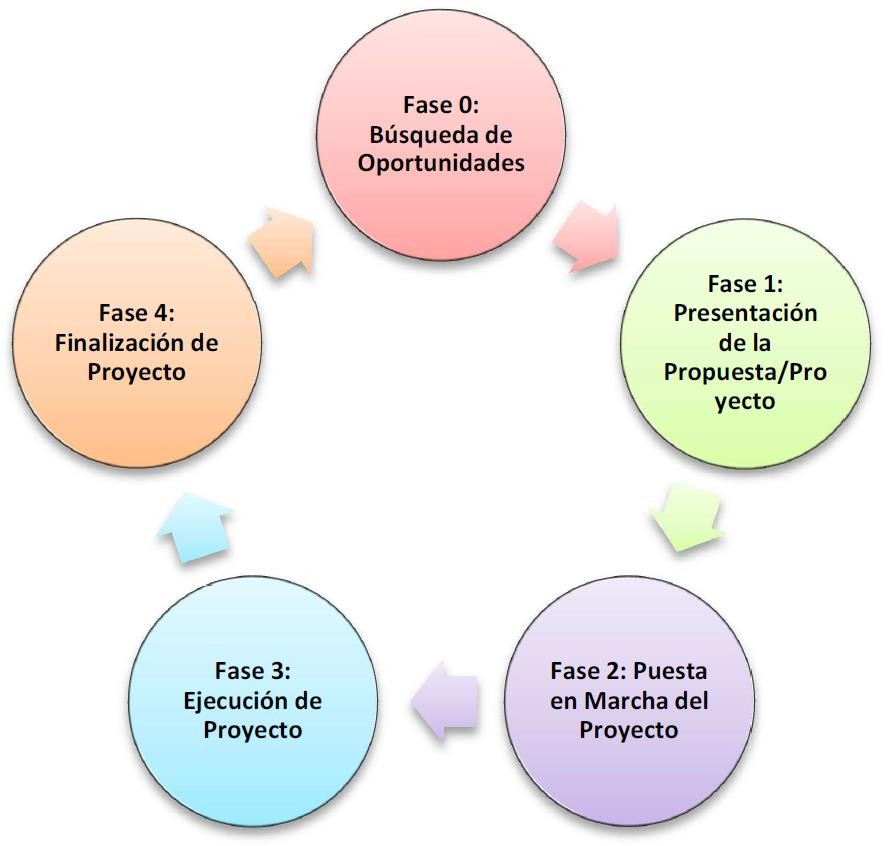 Fase 0:
Búsqueda de
Oportunidades
Fase 1:
Presentación
de la
Propuesta/Pro
yecto
Fase 2: Puesta
en Marcha del
Proyecto
Fase 3:
Ejecución de
Proyecto
Fase 4:
Finalización de
Proyecto